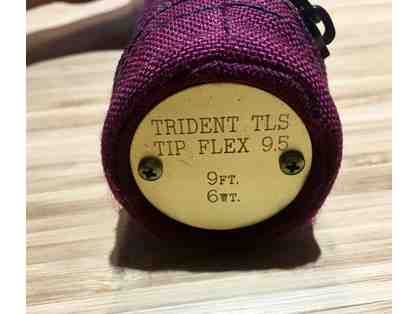 TRIDENT TLS
TIP FLEX 9.5
9FT.
6WT.